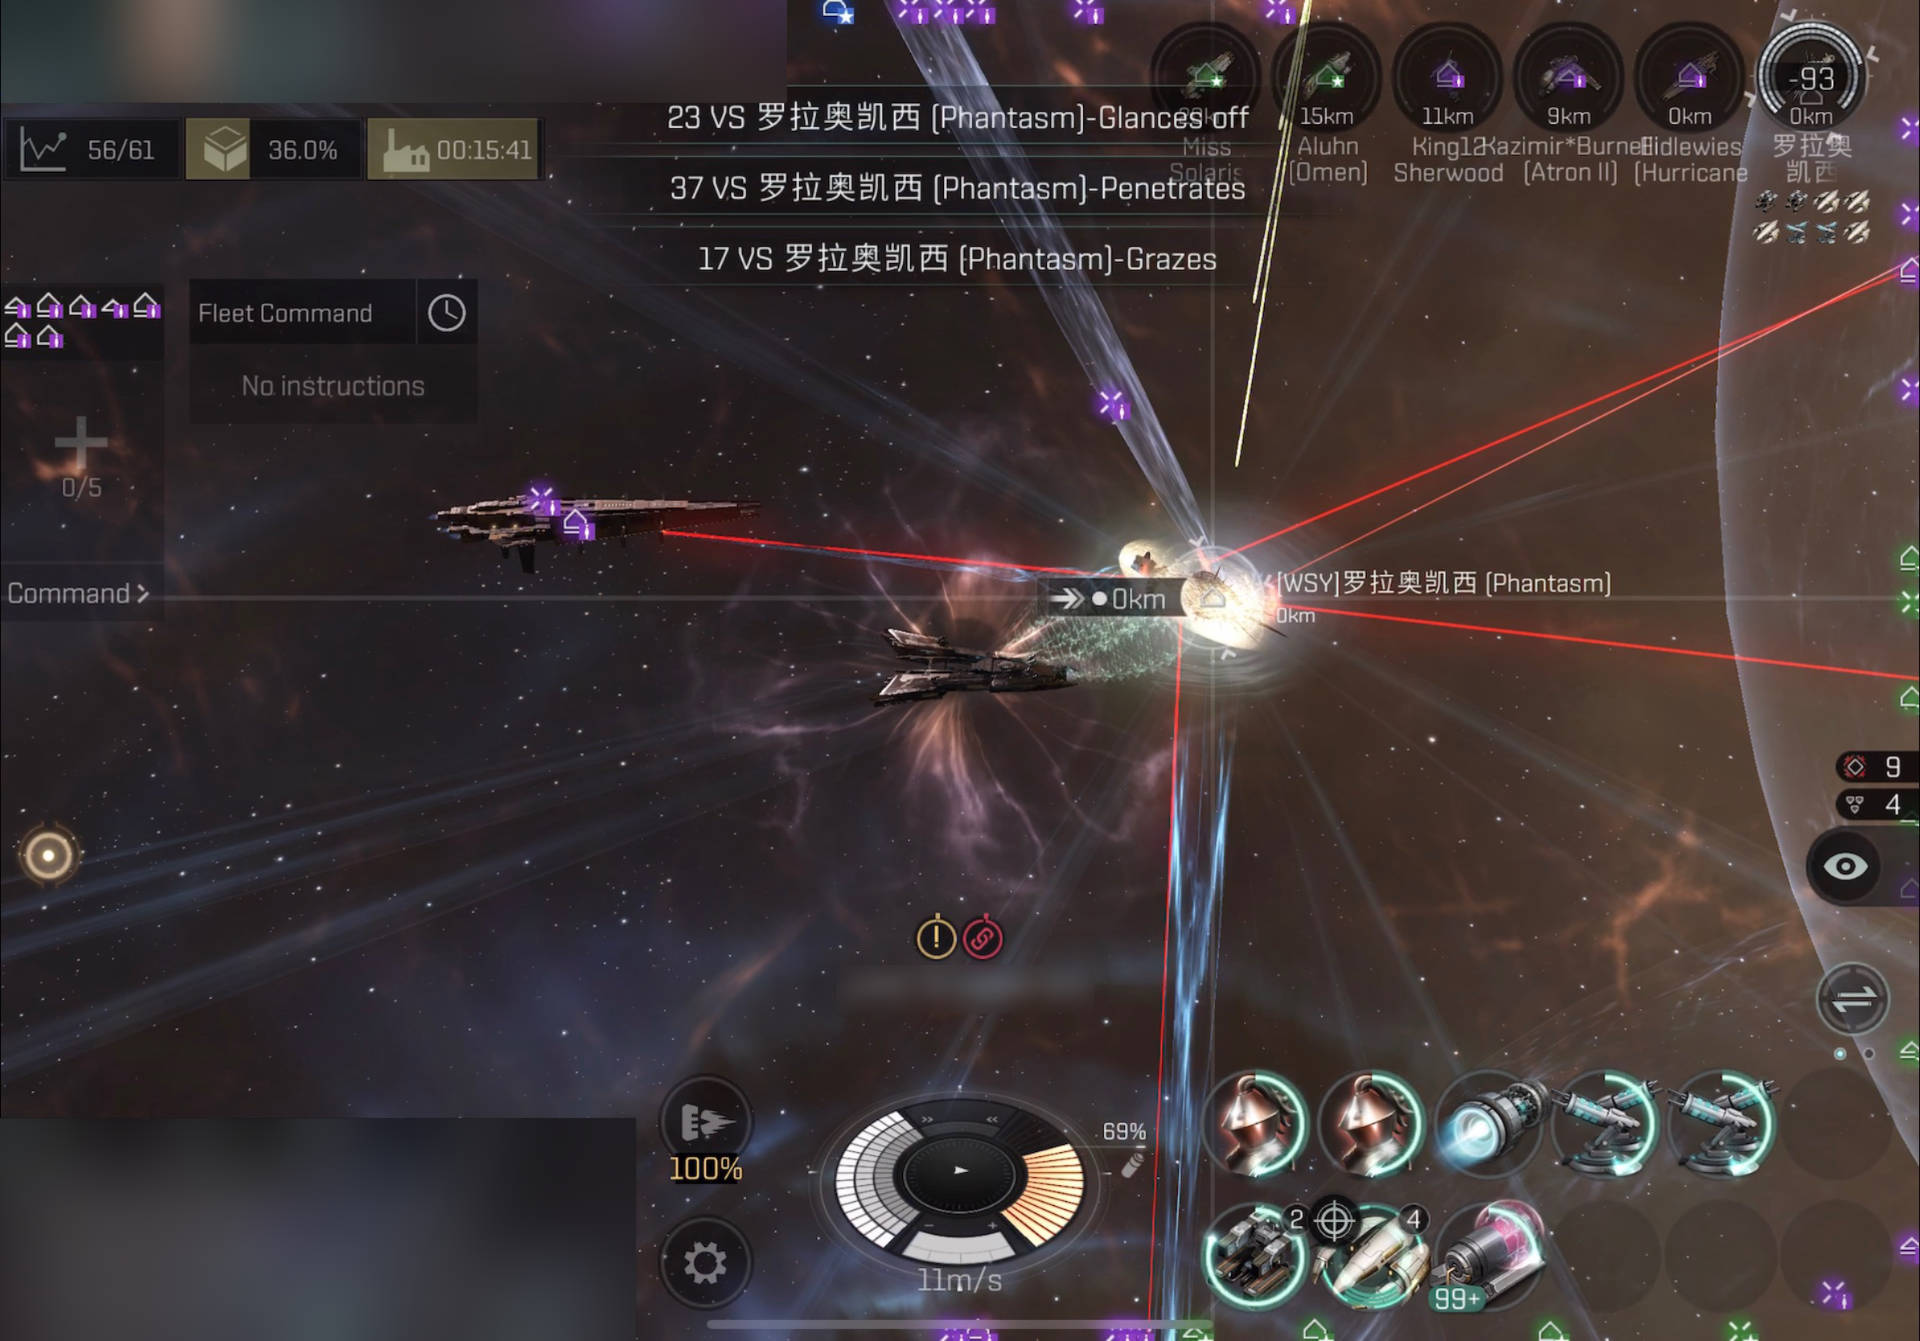 56/61
36.0%
00:15:41
23 VS 罗拉奥凯西 (Phantasm)-Glances off
37 VS 罗拉奥凯西 (Phantasm)-Penetrates
17 VS 罗拉奥凯西 (Phantasm)-Grazes
15km
11km
9km
0km
-93
0km
Miss
Solaris
Aluhn
(Omen)
King12
Sherwood
Kazimir*Burne
(Atron II)
idlewies
(Hurricane
罗拉奥
凯西
Fleet Command
No instructions
0/5
Command >
0km
[WSY]罗拉奥凯西 (Phantasm)
0km
9
4
100%
69%
11m/s
2
4
99+